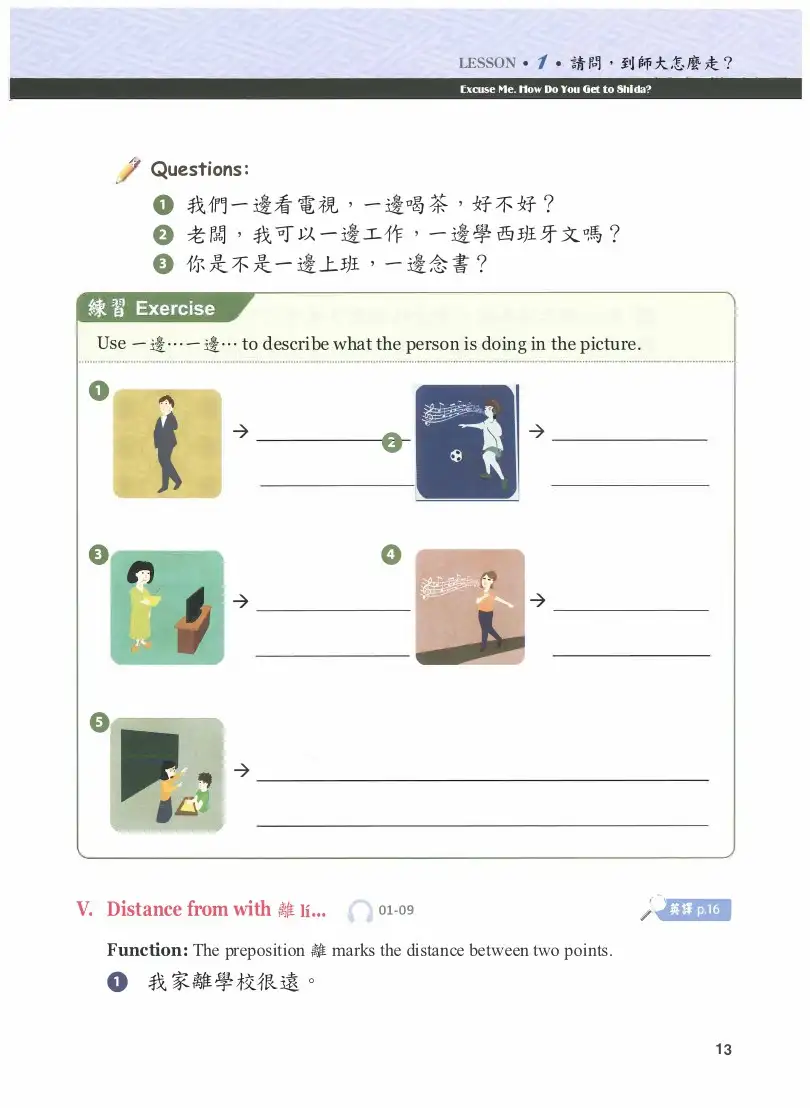 LESSON • 1 • 請問，到師大怎麼走？
Excuse Me. How Do You Get to Shida?
Questions:
1 我們一邊看電視，一邊喝茶，好不好？
2 老闆，我可以一邊工作，一邊學西班牙文嗎？
3 你是不是一邊上班，一邊念書？
練習 Exercise
Use 一邊⋯一邊⋯ to describe what the person is doing in the picture.
1 →
2 →
3 →
4 →
5 →
V. Distance from with 離 lí... 01-09 英譯 p.16
Function: The preposition 離 marks the distance between two points.
1 我家離學校很遠。
13